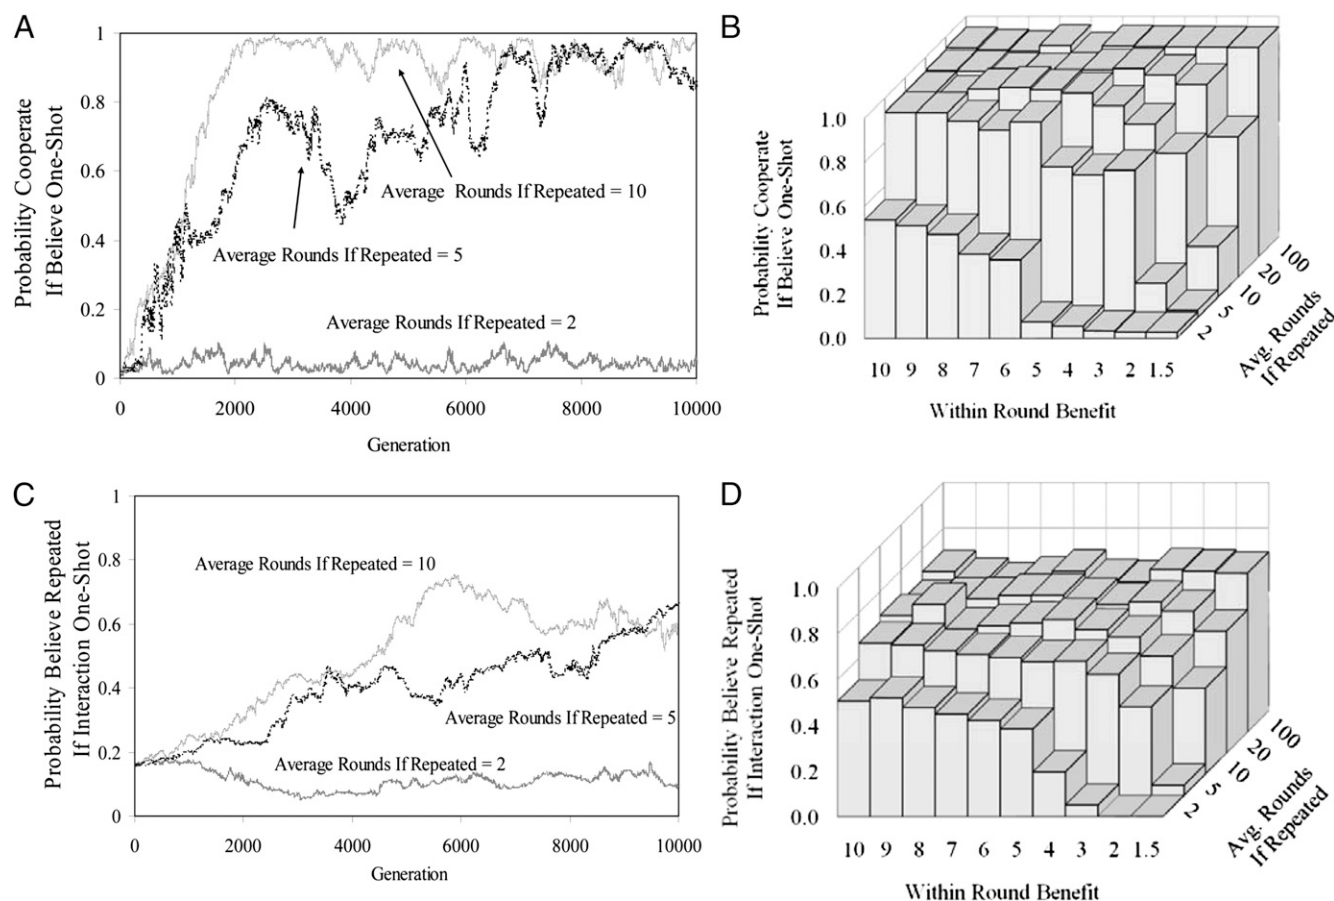 A
Probability Cooperate
If Believe One-Shot
1
0.8
0.6
0.4
0.2
0
Average Rounds If Repeated = 10
Average Rounds If Repeated = 5
Average Rounds If Repeated = 2
0 2000 4000 6000 8000 10000
Generation
B
Probability Cooperate
If Believe One-Shot
1.0
0.8
0.6
0.4
0.2
0.0
10 9 8 7 6 5 4 3 2 1.5
Within Round Benefit
2 5 10 20 100
Avg. Rounds
If Repeated
C
Probability Believe Repeated
If Interaction One-Shot
1
0.8
0.6
0.4
0.2
0
Average Rounds If Repeated = 10
Average Rounds If Repeated = 5
Average Rounds If Repeated = 2
0 2000 4000 6000 8000 10000
Generation
D
Probability Believe Repeated
If Interaction One-Shot
1.0
0.8
0.6
0.4
0.2
0.0
10 9 8 7 6 5 4 3 2 1.5
Within Round Benefit
2 5 10 20 100
Avg. Rounds
If Repeated